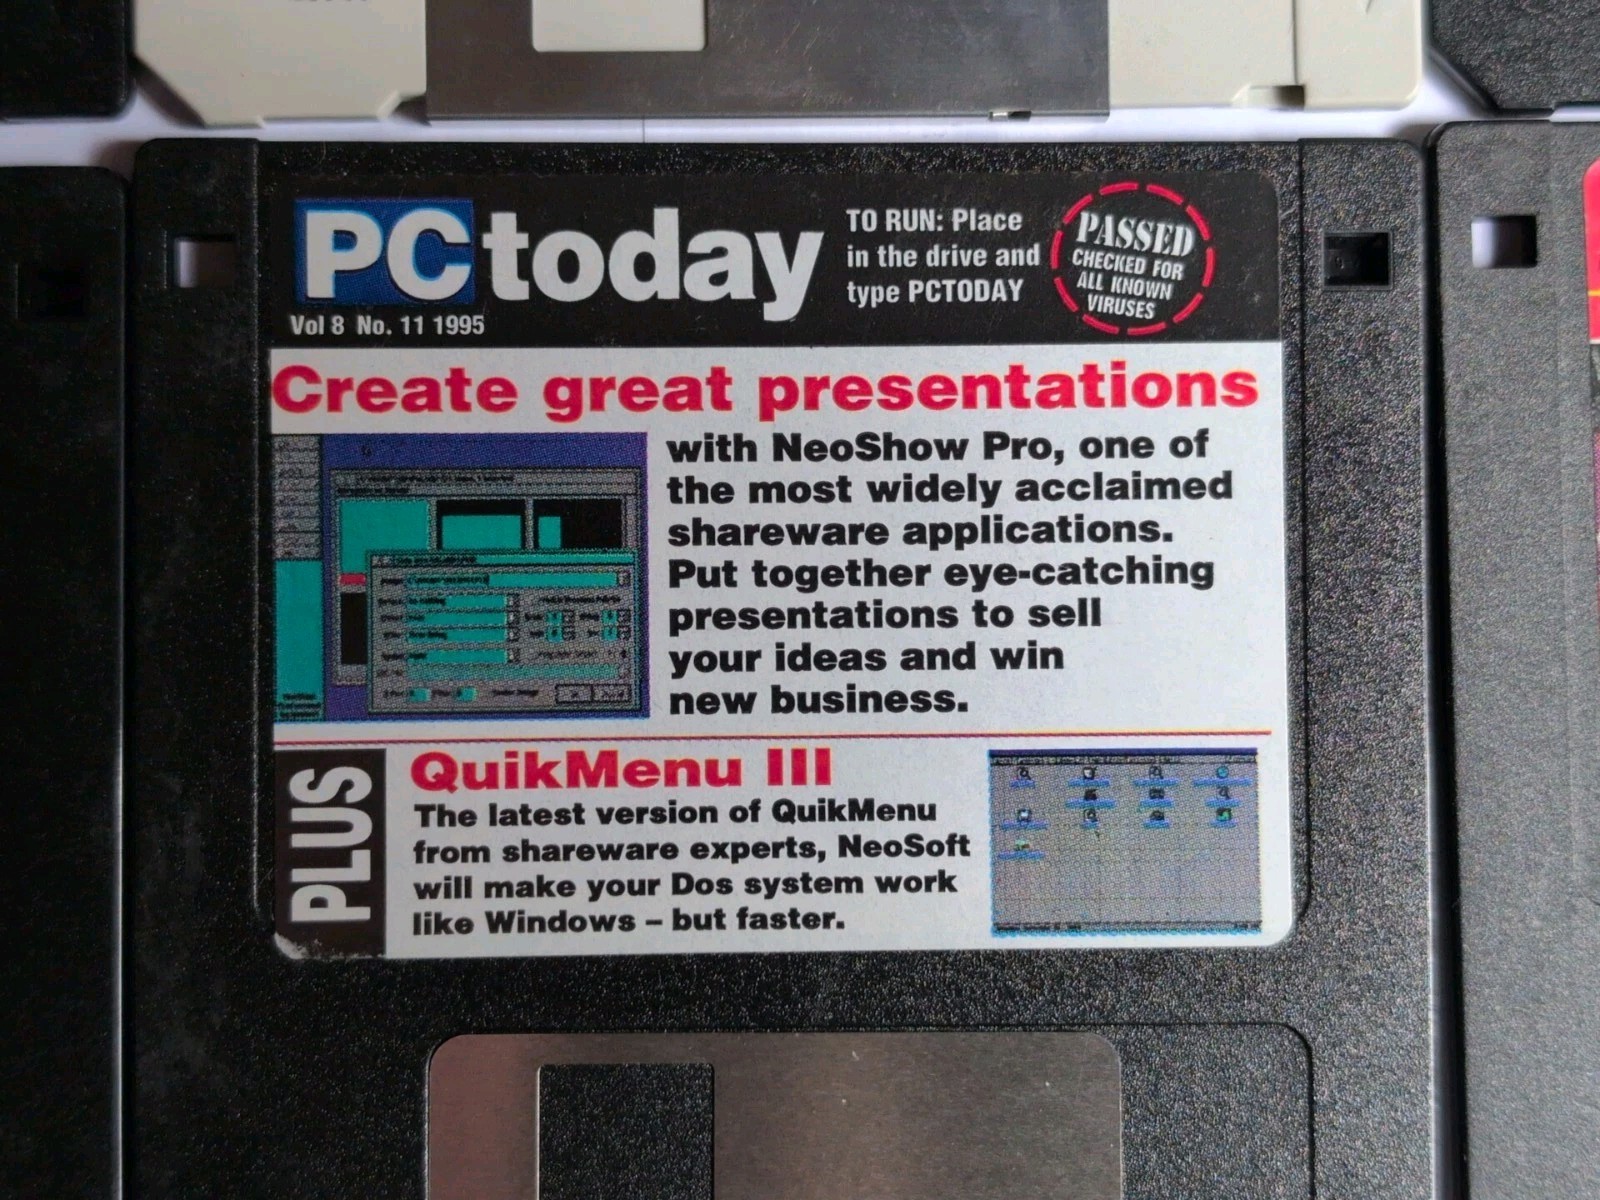 PCtoday
Vol 8 No. 11 1995
TO RUN: Place
in the drive and
type PCTODAY
PASSED
CHECKED FOR
ALL KNOWN
VIRUSES
Create great presentations
with NeoShow Pro, one of
the most widely acclaimed
shareware applications.
Put together eye-catching
presentations to sell
your ideas and win
new business.
PLUS
QuikMenu III
The latest version of QuikMenu
from shareware experts, NeoSoft
will make your Dos system work
like Windows – but faster.